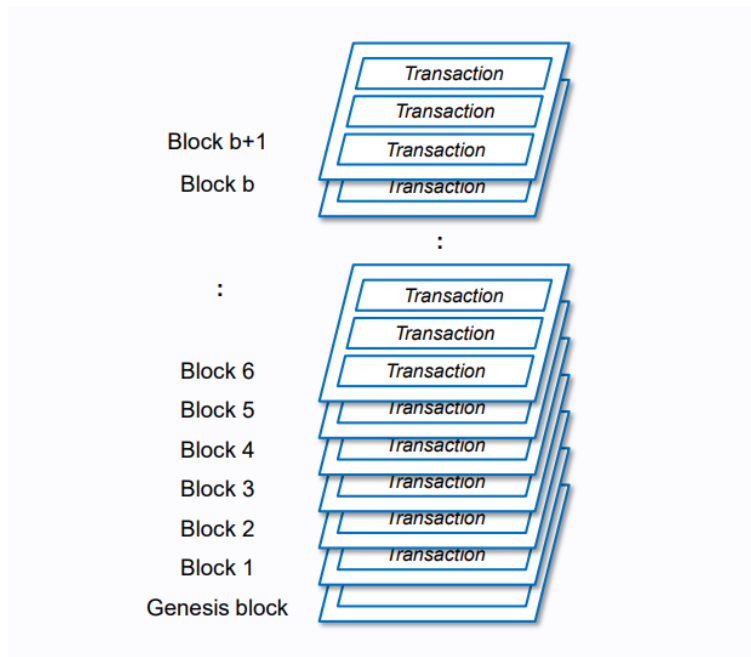 Transaction
Transaction
Block b+1
Transaction
Block b
Transaction
:
:
Transaction
Transaction
Block 6
Transaction
Block 5
Transaction
Block 4
Transaction
Block 3
Transaction
Block 2
Transaction
Block 1
Transaction
Genesis block